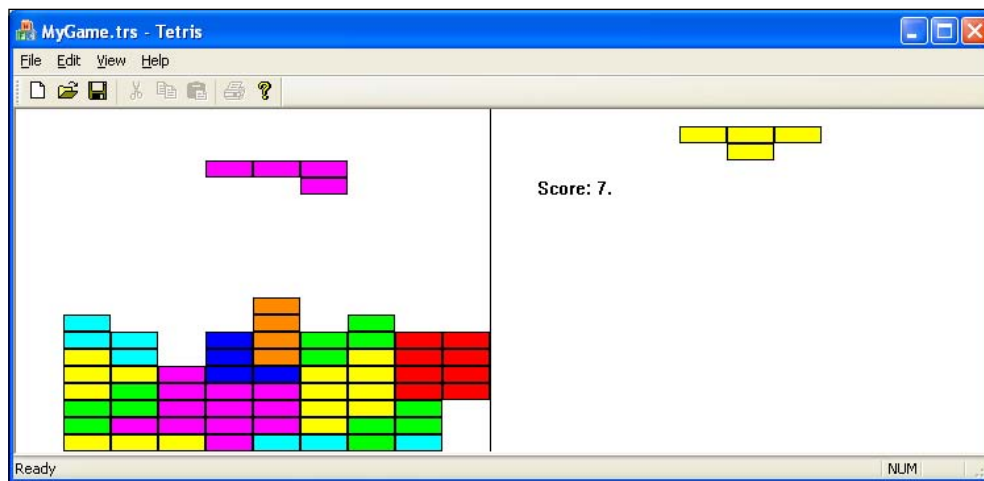 MyGame.trs - Tetris
File Edit View Help
Score: 7.
Ready NUM